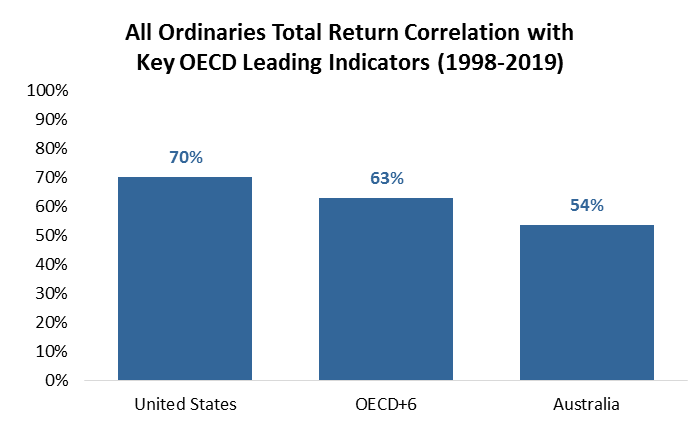 All Ordinaries Total Return Correlation with
Key OECD Leading Indicators (1998-2019)
100%
90%
80%
70%
60%
50%
40%
30%
20%
10%
0%
70%
63%
54%
United States
OECD+6
Australia